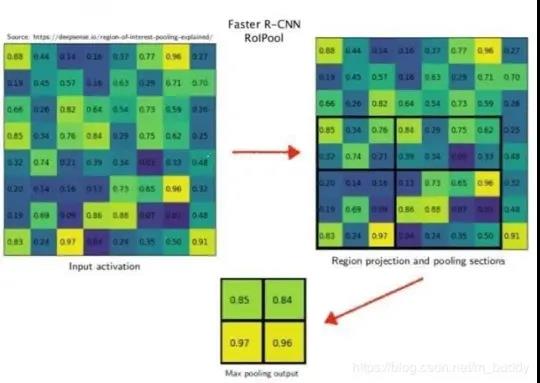 Faster R-CNN
RoIPool
Source: https://deepsense.io/region-of-interest-pooling-explained/
0.88 0.44 0.14 0.16 0.37 0.77 0.96 0.27
0.19 0.45 0.57 0.16 0.63 0.29 0.71 0.70
0.66 0.26 0.82 0.64 0.54 0.73 0.59 0.26
0.85 0.34 0.76 0.84 0.29 0.75 0.62 0.25
0.32 0.74 0.21 0.39 0.34 0.33 0.48
0.20 0.14 0.16 0.13 0.73 0.65 0.96 0.32
0.19 0.69 0.09 0.86 0.88 0.07 0.48
0.83 0.24 0.97 0.24 0.35 0.50 0.91
Input activation
0.88 0.44 0.14 0.16 0.37 0.77 0.96 0.27
0.19 0.45 0.57 0.16 0.63 0.29 0.71 0.70
0.66 0.26 0.82 0.64 0.54 0.73 0.59 0.26
0.85 0.34 0.76 0.84 0.29 0.75 0.62 0.25
0.32 0.74 0.21 0.39 0.34 0.33 0.48
0.20 0.14 0.16 0.13 0.73 0.65 0.96 0.32
0.19 0.69 0.09 0.86 0.88 0.07 0.48
0.83 0.24 0.97 0.24 0.35 0.50 0.91
Region projection and pooling sections
0.85 0.84
0.97 0.96
Max pooling output
https://blog.csdn.net/m_buddy